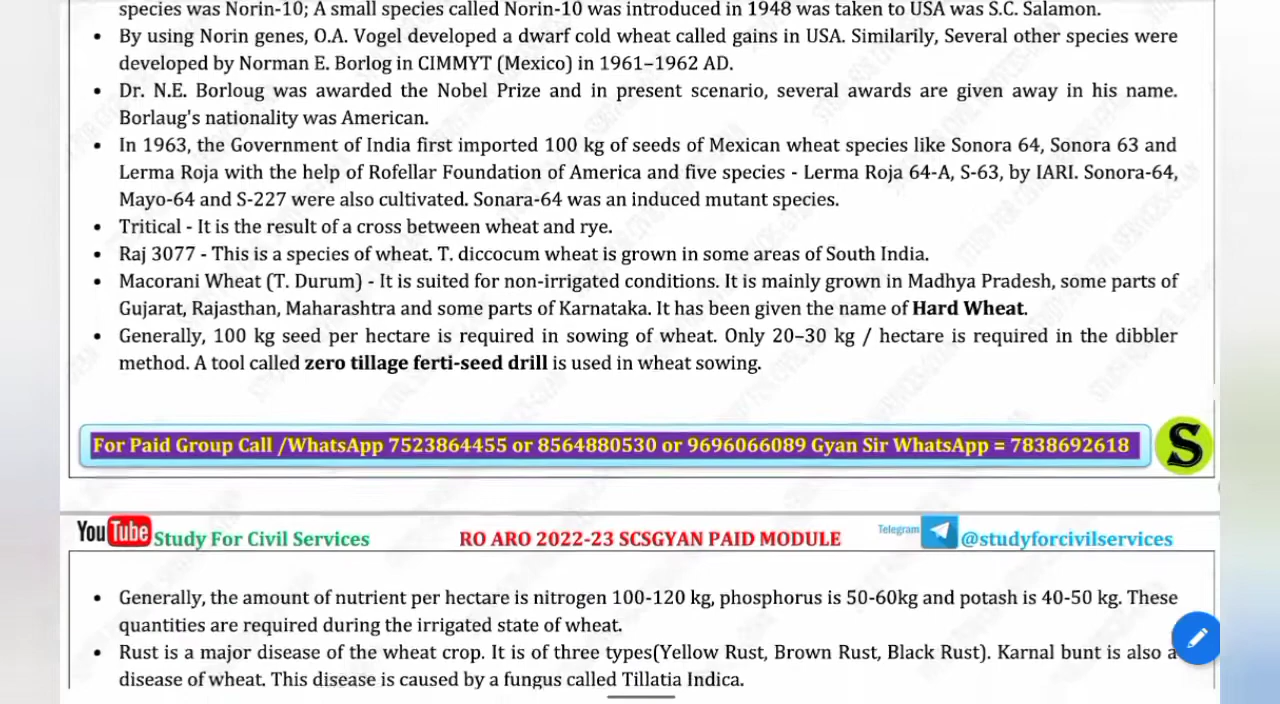 species was Norin-10; A small species called Norin-10 was introduced in 1948 was taken to USA was S.C. Salamon.
• By using Norin genes, O.A. Vogel developed a dwarf cold wheat called gains in USA. Similarily, Several other species were
developed by Norman E. Borlog in CIMMYT (Mexico) in 1961–1962 AD.
• Dr. N.E. Borloug was awarded the Nobel Prize and in present scenario, several awards are given away in his name.
Borlaug's nationality was American.
• In 1963, the Government of India first imported 100 kg of seeds of Mexican wheat species like Sonora 64, Sonora 63 and
Lerma Roja with the help of Rofellar Foundation of America and five species - Lerma Roja 64-A, S-63, by IARI. Sonora-64,
Mayo-64 and S-227 were also cultivated. Sonara-64 was an induced mutant species.
• Tritical - It is the result of a cross between wheat and rye.
• Raj 3077 - This is a species of wheat. T. diccocum wheat is grown in some areas of South India.
• Macorani Wheat (T. Durum) - It is suited for non-irrigated conditions. It is mainly grown in Madhya Pradesh, some parts of
Gujarat, Rajasthan, Maharashtra and some parts of Karnataka. It has been given the name of Hard Wheat.
• Generally, 100 kg seed per hectare is required in sowing of wheat. Only 20–30 kg / hectare is required in the dibbler
method. A tool called zero tillage ferti-seed drill is used in wheat sowing.
For Paid Group Call /WhatsApp 7523864455 or 8564880530 or 9696066089 Gyan Sir WhatsApp = 7838692618
S
YouTube Study For Civil Services RO ARO 2022-23 SCSGYAN PAID MODULE Telegram @studyforcivilservices
• Generally, the amount of nutrient per hectare is nitrogen 100-120 kg, phosphorus is 50-60kg and potash is 40-50 kg. These
quantities are required during the irrigated state of wheat.
• Rust is a major disease of the wheat crop. It is of three types(Yellow Rust, Brown Rust, Black Rust). Karnal bunt is also a
disease of wheat. This disease is caused by a fungus called Tillatia Indica.